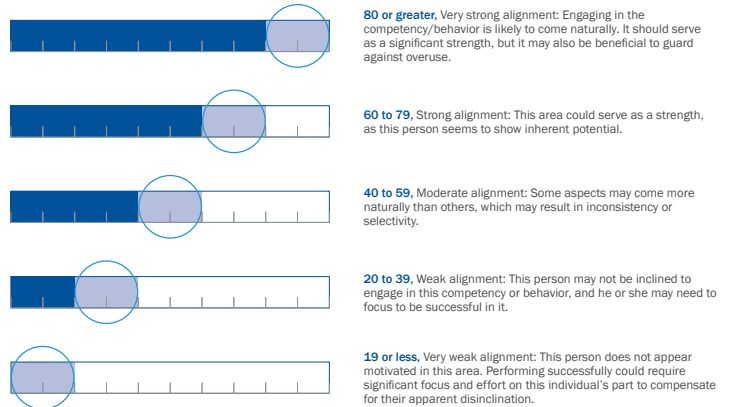 80 or greater, Very strong alignment: Engaging in the
competency/behavior is likely to come naturally. It should serve
as a significant strength, but it may also be beneficial to guard
against overuse.
60 to 79, Strong alignment: This area could serve as a strength,
as this person seems to show inherent potential.
40 to 59, Moderate alignment: Some aspects may come more
naturally than others, which may result in inconsistency or
selectivity.
20 to 39, Weak alignment: This person may not be inclined to
engage in this competency or behavior, and he or she may need to
focus to be successful in it.
19 or less, Very weak alignment: This person does not appear
motivated in this area. Performing successfully could require
significant focus and effort on this individual's part to compensate
for their apparent disinclination.